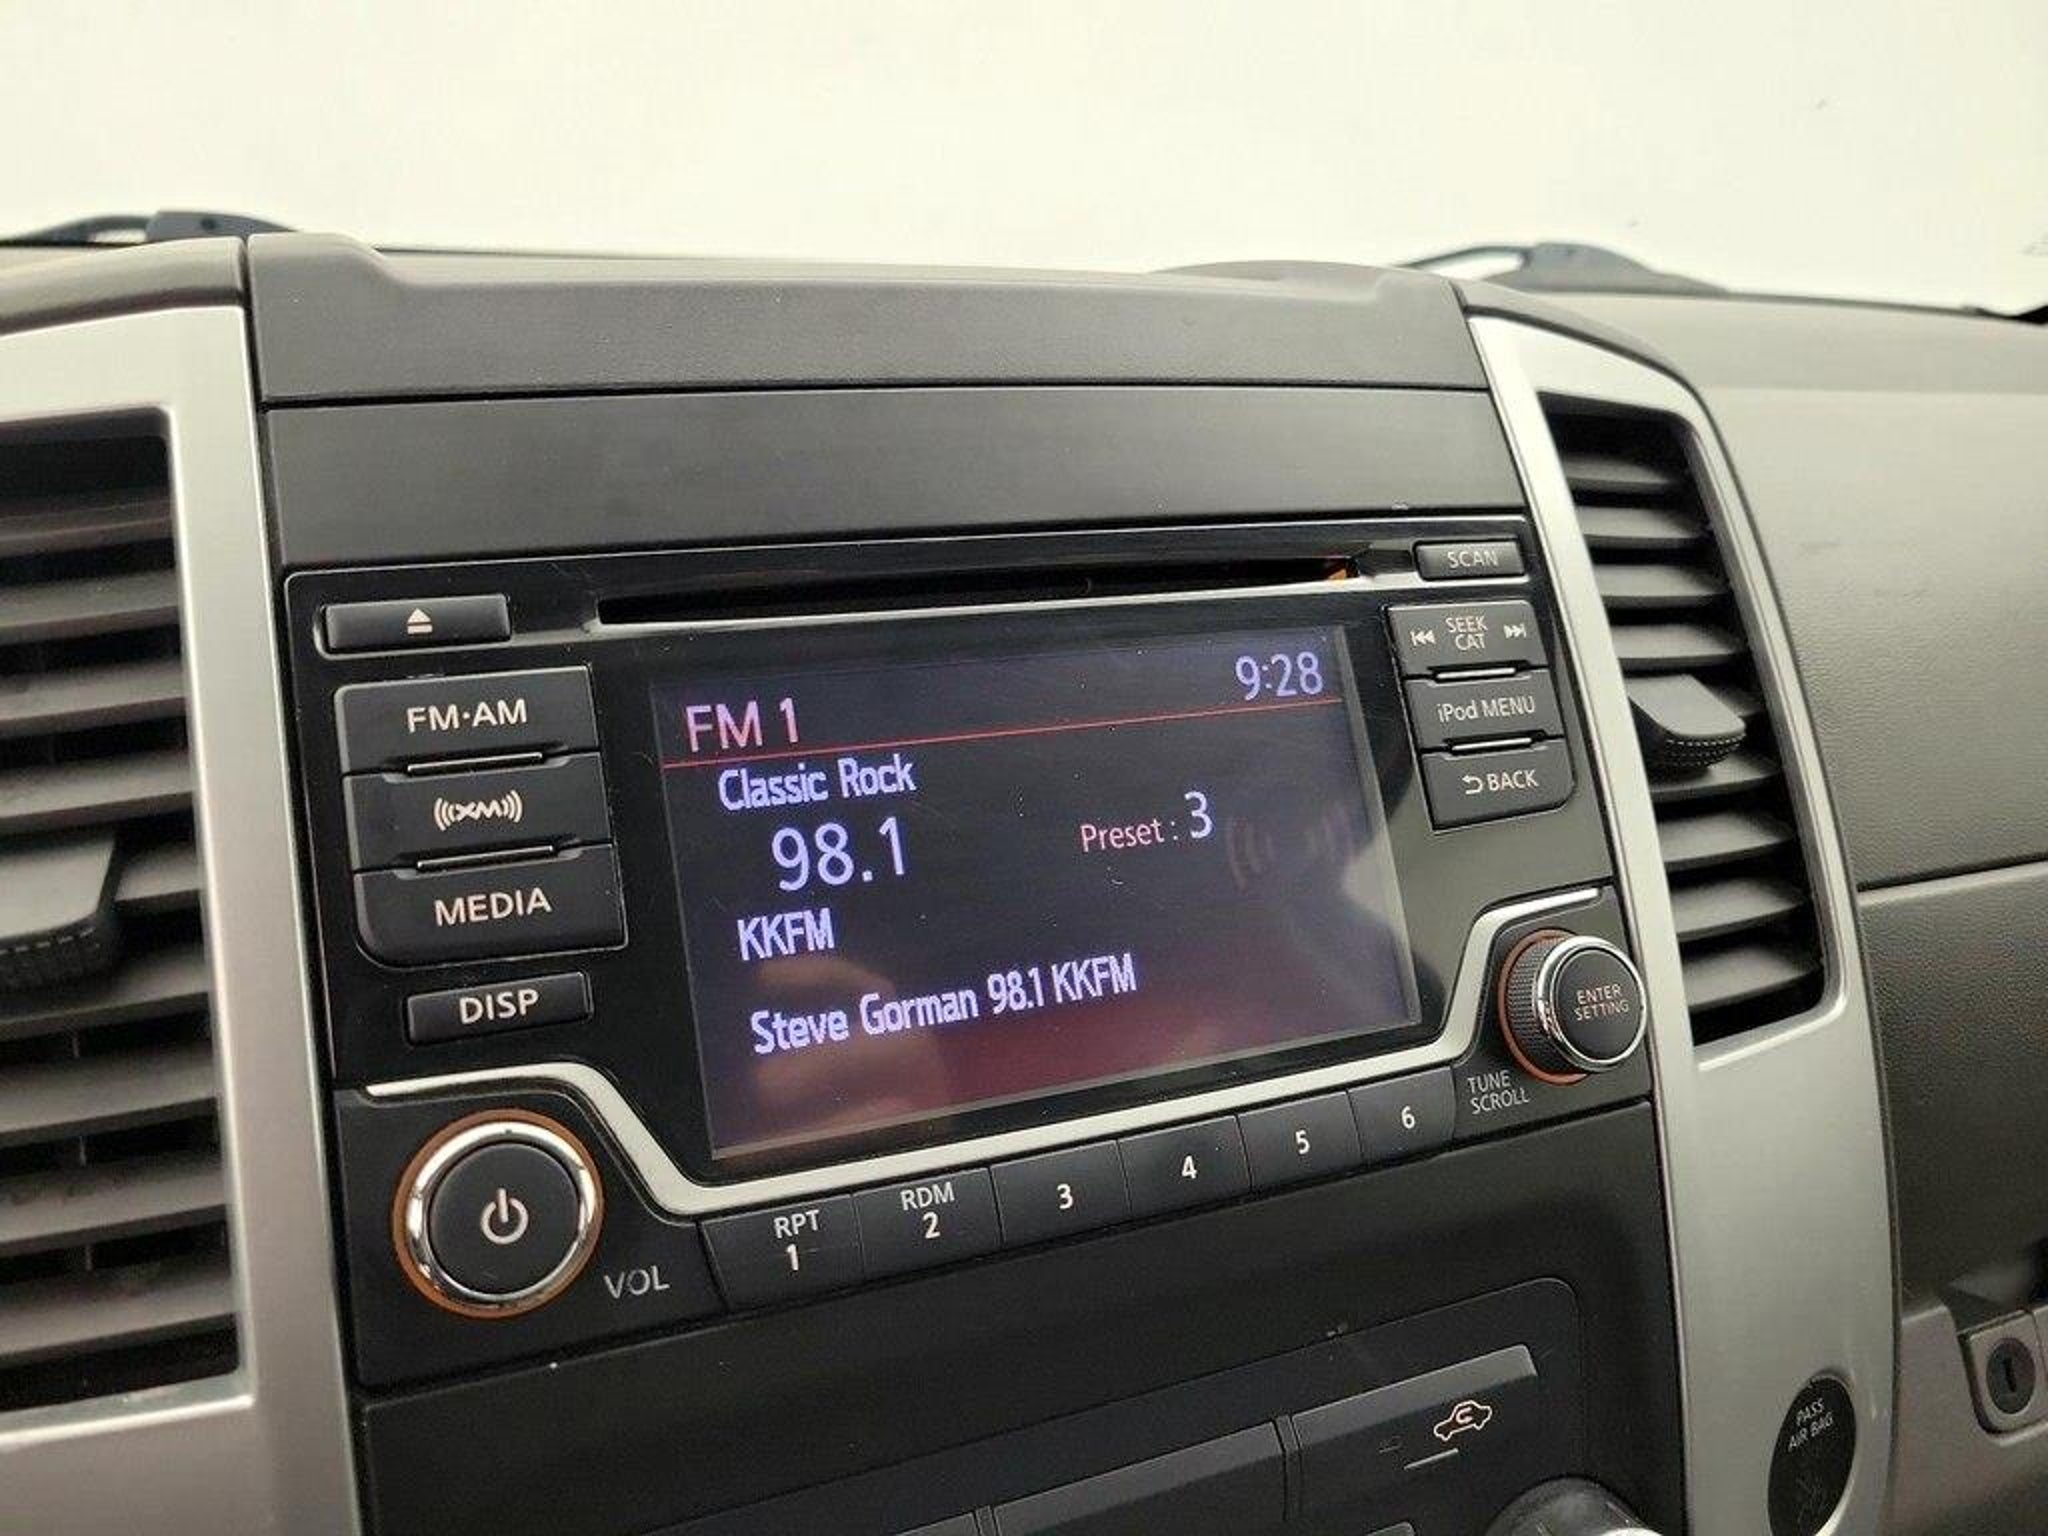 SCAN
SEEK
CAT
FM·AM
9:28
FM 1
iPod MENU
Classic Rock
XM
BACK
98.1
Preset : 3
MEDIA
KKFM
DISP
Steve Gorman 98.1 KKFM
ENTER
SETTING
TUNE
SCROLL
RPT
1
RDM
2
3
4
5
6
VOL
PASS
AIR BAG